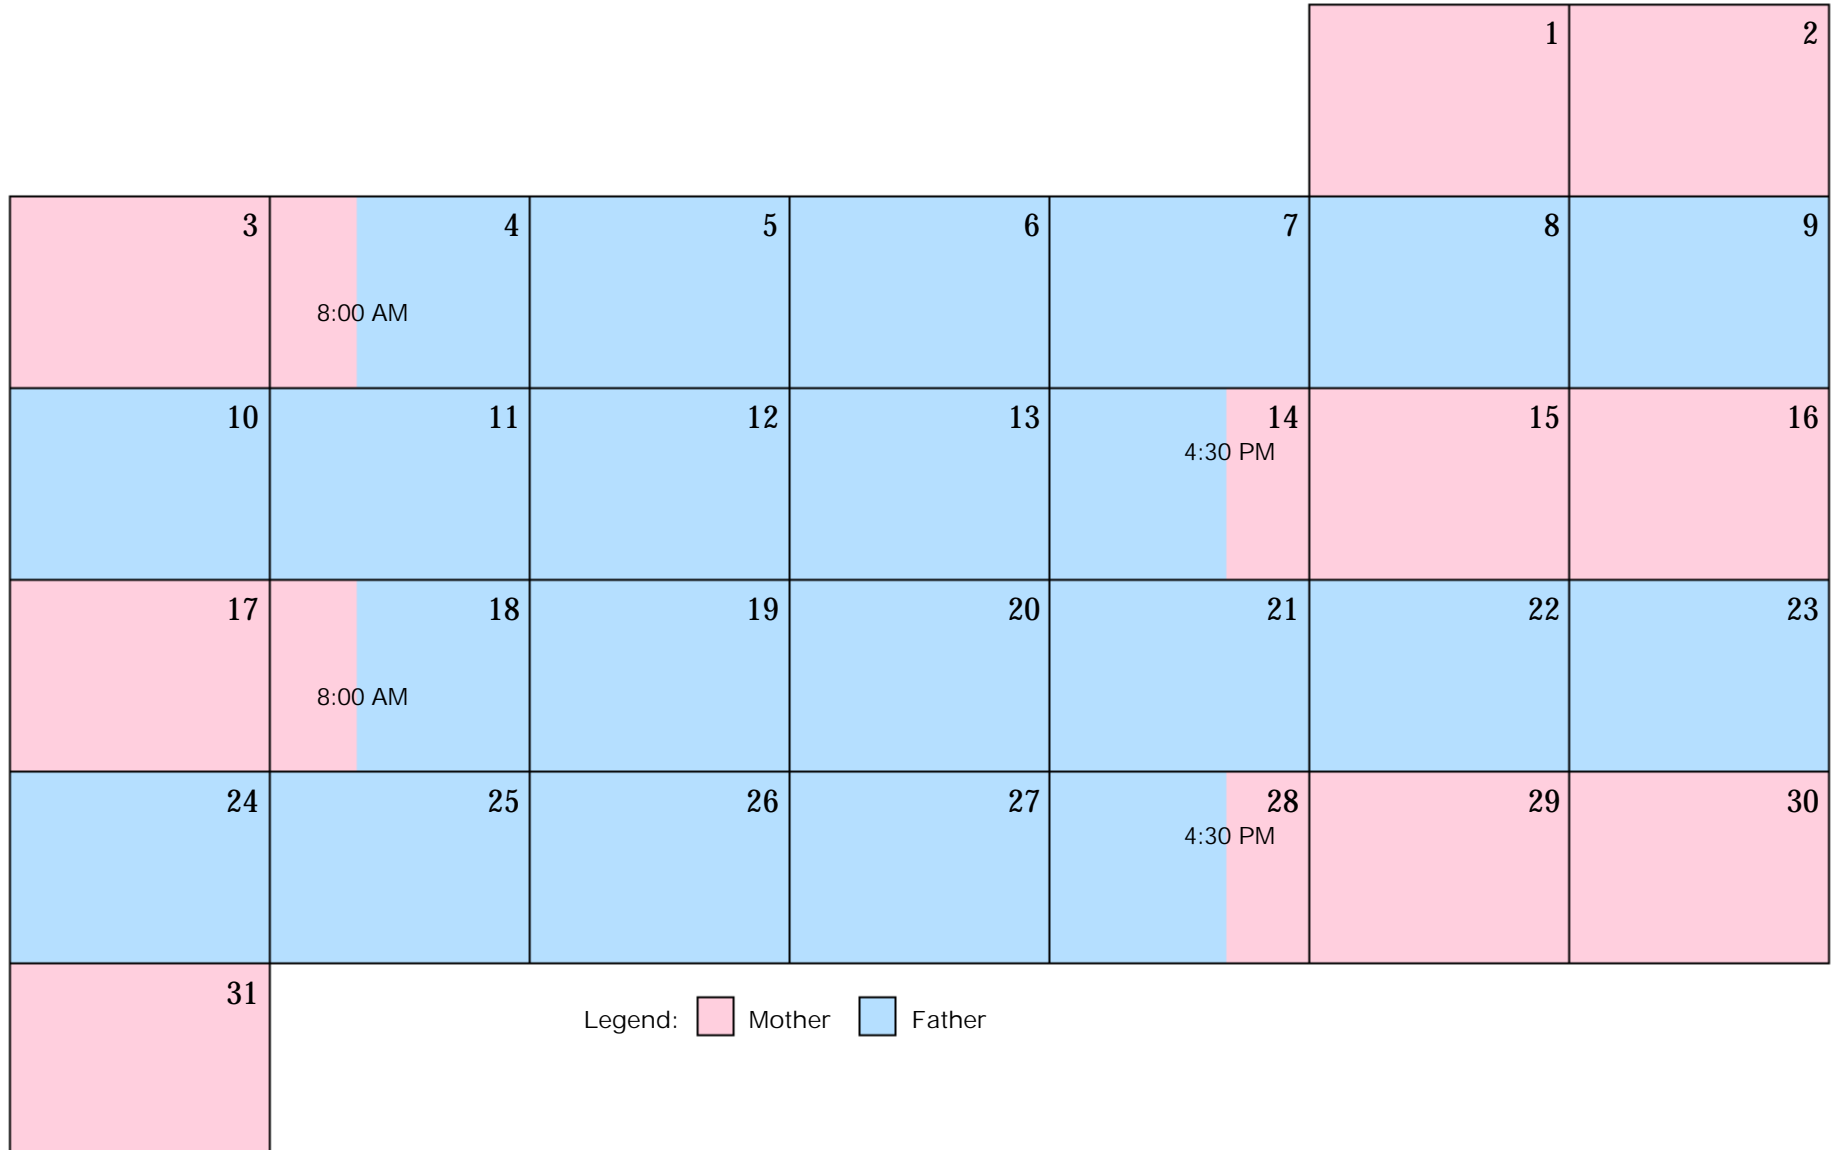 1 2
3 4 5 6 7 8 9
8:00 AM
10 11 12 13 14 15 16
4:30 PM
17 18 19 20 21 22 23
8:00 AM
24 25 26 27 28 29 30
4:30 PM
31
Legend: Mother Father